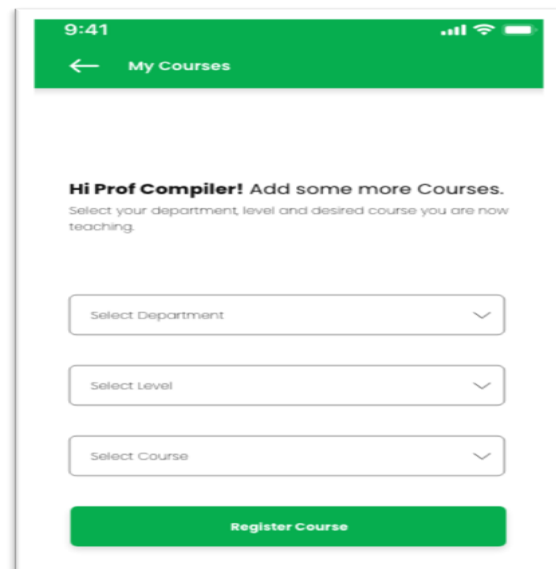 9:41
My Courses
Hi Prof Compiler! Add some more Courses.
Select your department, level and desired course you are now
teaching.
Select Department
Select Level
Select Course
Register Course